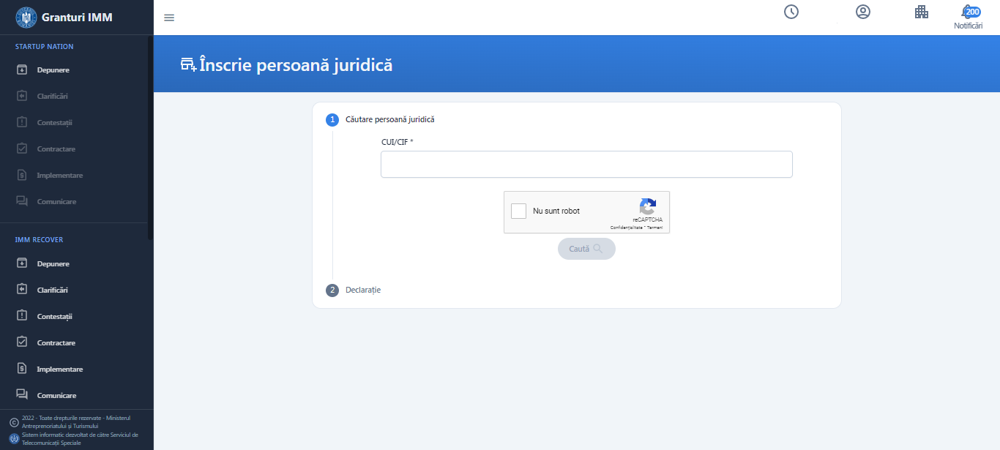 Granturi IMM
200
Notificări
STARTUP NATION
Depunere
Clarificări
Contestații
Contractare
Implementare
Comunicare
IMM RECOVER
Depunere
Clarificări
Contestații
Contractare
Implementare
Comunicare
2022 - Toate drepturile rezervate - Ministerul
Antreprenoriatului și Turismului
Sistem informatic dezvoltat de către Serviciul de
Telecomunicații Speciale
Înscrie persoană juridică
1 Căutare persoană juridică
CUI/CIF *
Nu sunt robot
reCAPTCHA
Confidențialitate - Termeni
Caută
2 Declarație